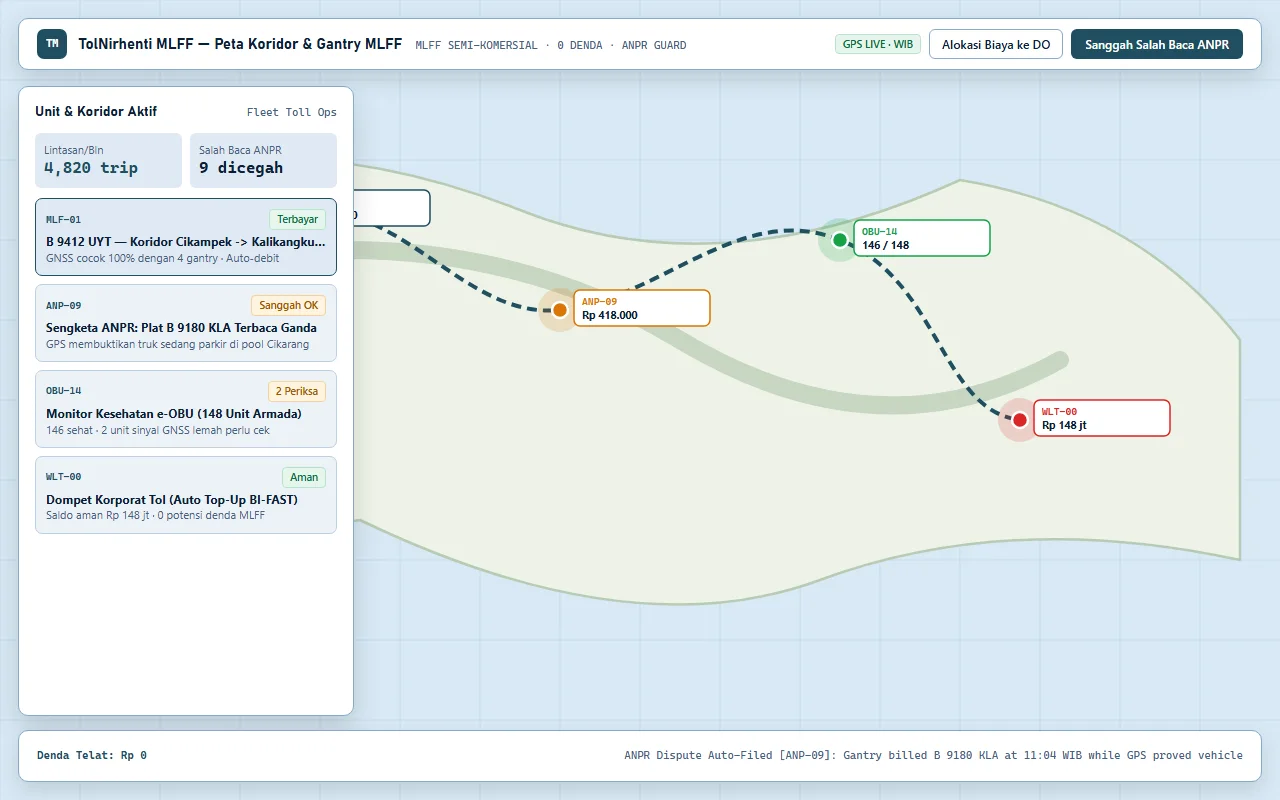 TM
TolNirhenti MLFF — Peta Koridor & Gantry MLFF
MLFF SEMI-KOMERSIAL · 0 DENDA · ANPR GUARD
GPS LIVE · WIB
Alokasi Biaya ke DO
Sanggah Salah Baca ANPR
Unit & Koridor Aktif
Fleet Toll Ops
Lintasan/Bln
4,820 trip
Salah Baca ANPR
9 dicegah
MLF-01
Terbayar
B 9412 UYT — Koridor Cikampek -> Kalikangku...
GNSS cocok 100% dengan 4 gantry · Auto-debit
ANP-09
Sanggah OK
Sengketa ANPR: Plat B 9180 KLA Terbaca Ganda
GPS membuktikan truk sedang parkir di pool Cikarang
OBU-14
2 Periksa
Monitor Kesehatan e-OBU (148 Unit Armada)
146 sehat · 2 unit sinyal GNSS lemah perlu cek
WLT-00
Aman
Dompet Korporat Tol (Auto Top-Up BI-FAST)
Saldo aman Rp 148 jt · 0 potensi denda MLFF
OBU-14
146 / 148
ANP-09
Rp 418.000
WLT-00
Rp 148 jt
Denda Telat: Rp 0
ANPR Dispute Auto-Filed [ANP-09]: Gantry billed B 9180 KLA at 11:04 WIB while GPS proved vehicle